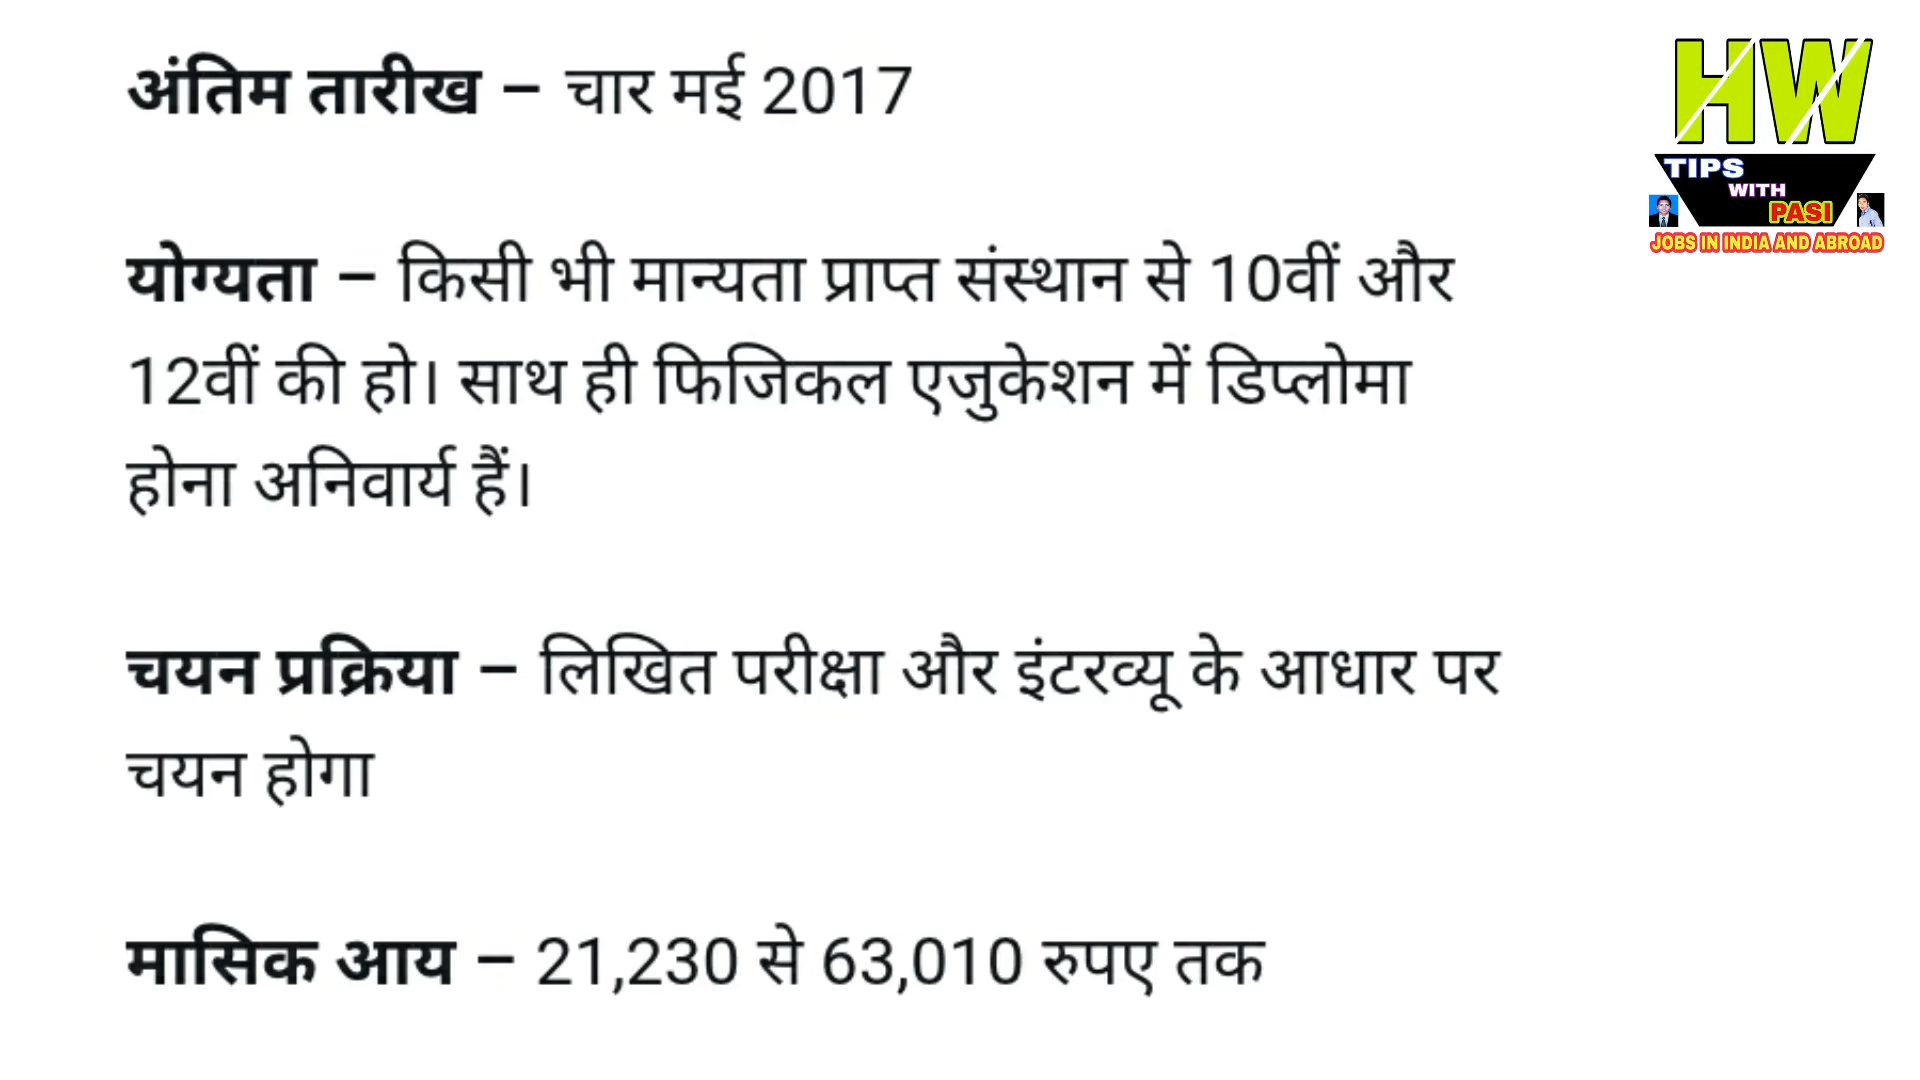 अंतिम तारीख – चार मई 2017
योग्यता – किसी भी मान्यता प्राप्त संस्थान से 10वीं और
12वीं की हो। साथ ही फिजिकल एजुकेशन में डिप्लोमा
होना अनिवार्य हैं।
चयन प्रक्रिया – लिखित परीक्षा और इंटरव्यू के आधार पर
चयन होगा
मासिक आय – 21,230 से 63,010 रुपए तक
HW
TIPS
WITH
PASI
JOBS IN INDIA AND ABROAD